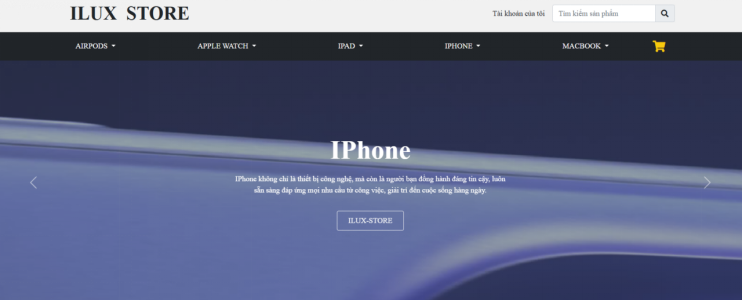 ILUX STORE
Tài khoản của tôi
Tìm kiếm sản phẩm
AIRPODS
APPLE WATCH
IPAD
IPHONE
MACBOOK
IPhone
IPhone không chỉ là thiết bị công nghệ, mà còn là người bạn đồng hành đáng tin cậy, luôn
sẵn sàng đáp ứng mọi nhu cầu từ công việc, giải trí đến cuộc sống hàng ngày.
ILUX-STORE